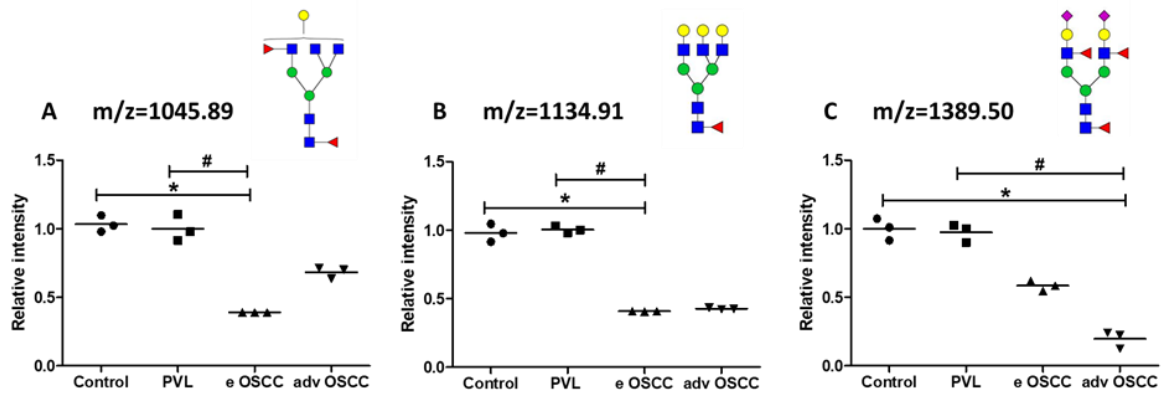 A m/z=1045.89
#
*
Relative intensity
1.5
1.0
0.5
0.0
Control PVL e OSCC adv OSCC
B m/z=1134.91
#
*
Relative intensity
1.5
1.0
0.5
0.0
Control PVL e OSCC adv OSCC
C m/z=1389.50
#
*
Relative intensity
1.5
1.0
0.5
0.0
Control PVL e OSCC adv OSCC